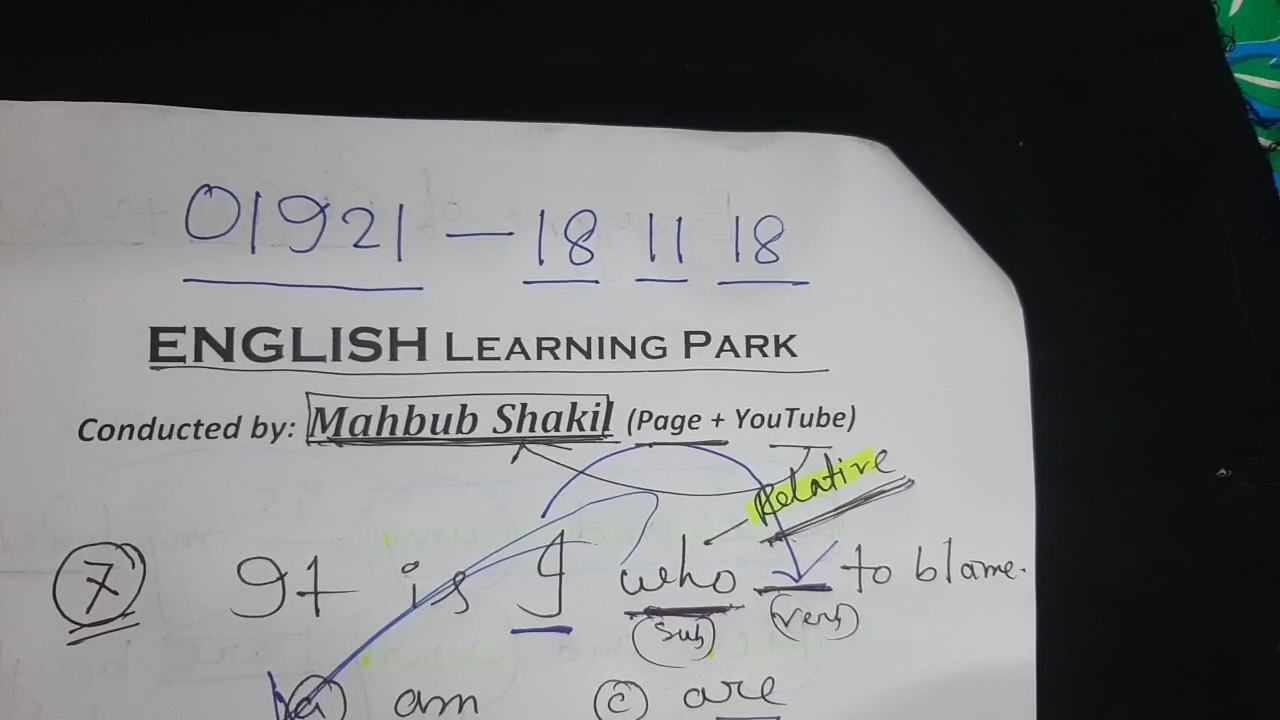 01921 - 18 11 18
ENGLISH LEARNING PARK
Conducted by: Mahbub Shakil (Page + YouTube)
Relative
7 It is I who to blame.
(Sub) (verb)
(a) am (c) are